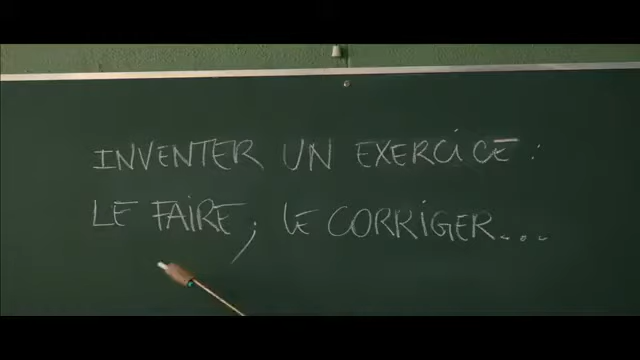 INVENTER UN EXERCICE :
LE FAIRE ; LE CORRIGER...